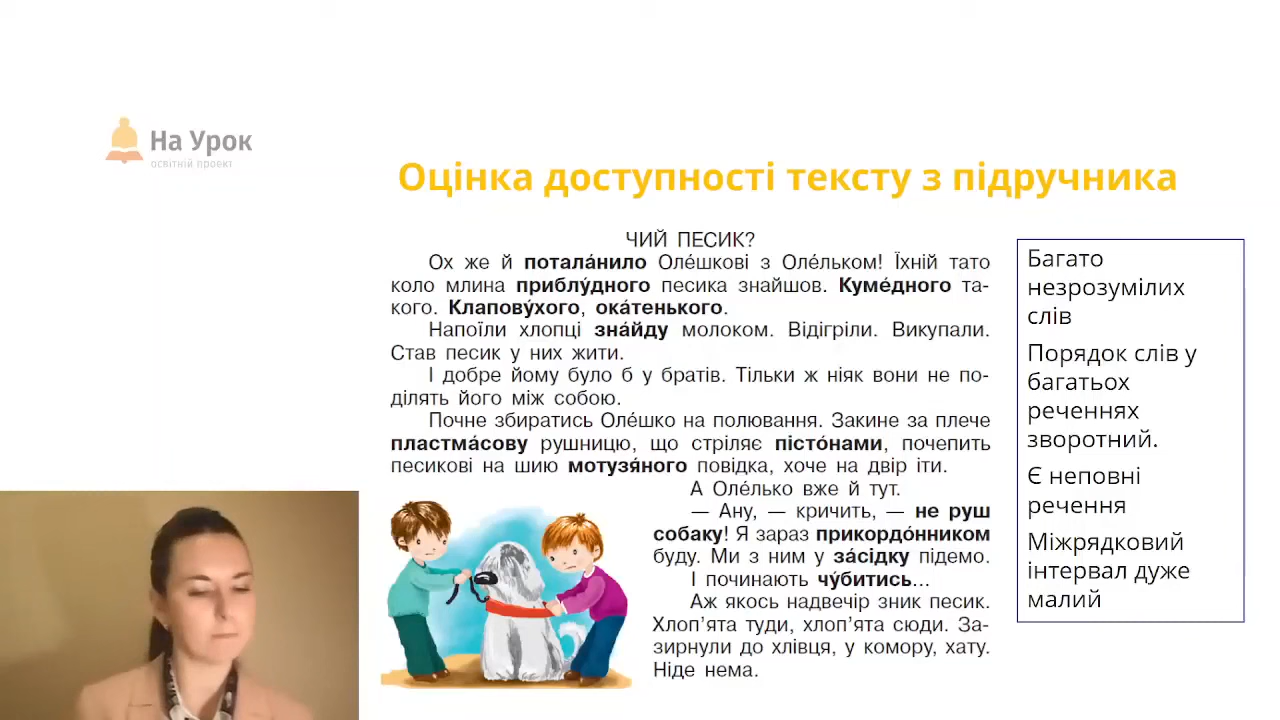 На Урок
освітній проект
Оцінка доступності тексту з підручника
ЧИЙ ПЕСИК?
Ох же й потала́нило Оле́шкові з Оле́льком! Їхній тато
коло млина приблу́дного песика знайшов. Куме́дного та-
кого. Клапову́хого, ока́тенького.
Напоїли хлопці зна́йду молоком. Відігріли. Викупали.
Став песик у них жити.
І добре йому було б у братів. Тільки ж ніяк вони не по-
ділять його між собою.
Почне збиратись Оле́шко на полювання. Закине за плече
пластма́сову рушницю, що стріляє písто́нами, почепить
песикові на шию мотузя́ного повідка, хоче на двір іти.
А Оле́лько вже й тут.
— Ану, — кричить, — не руш
собаку! Я зараз прикордо́нником
буду. Ми з ним у за́сідку підемо.
І починають чу́битись...
Аж якось надвечір зник песик.
Хлоп’ята туди, хлоп’ята сюди. За-
зирнули до хлівця, у комору, хату.
Ніде нема.
Багато
незрозумілих
слів
Порядок слів у
багатьох
реченнях
зворотний.
Є неповні
речення
Міжрядковий
інтервал дуже
малий